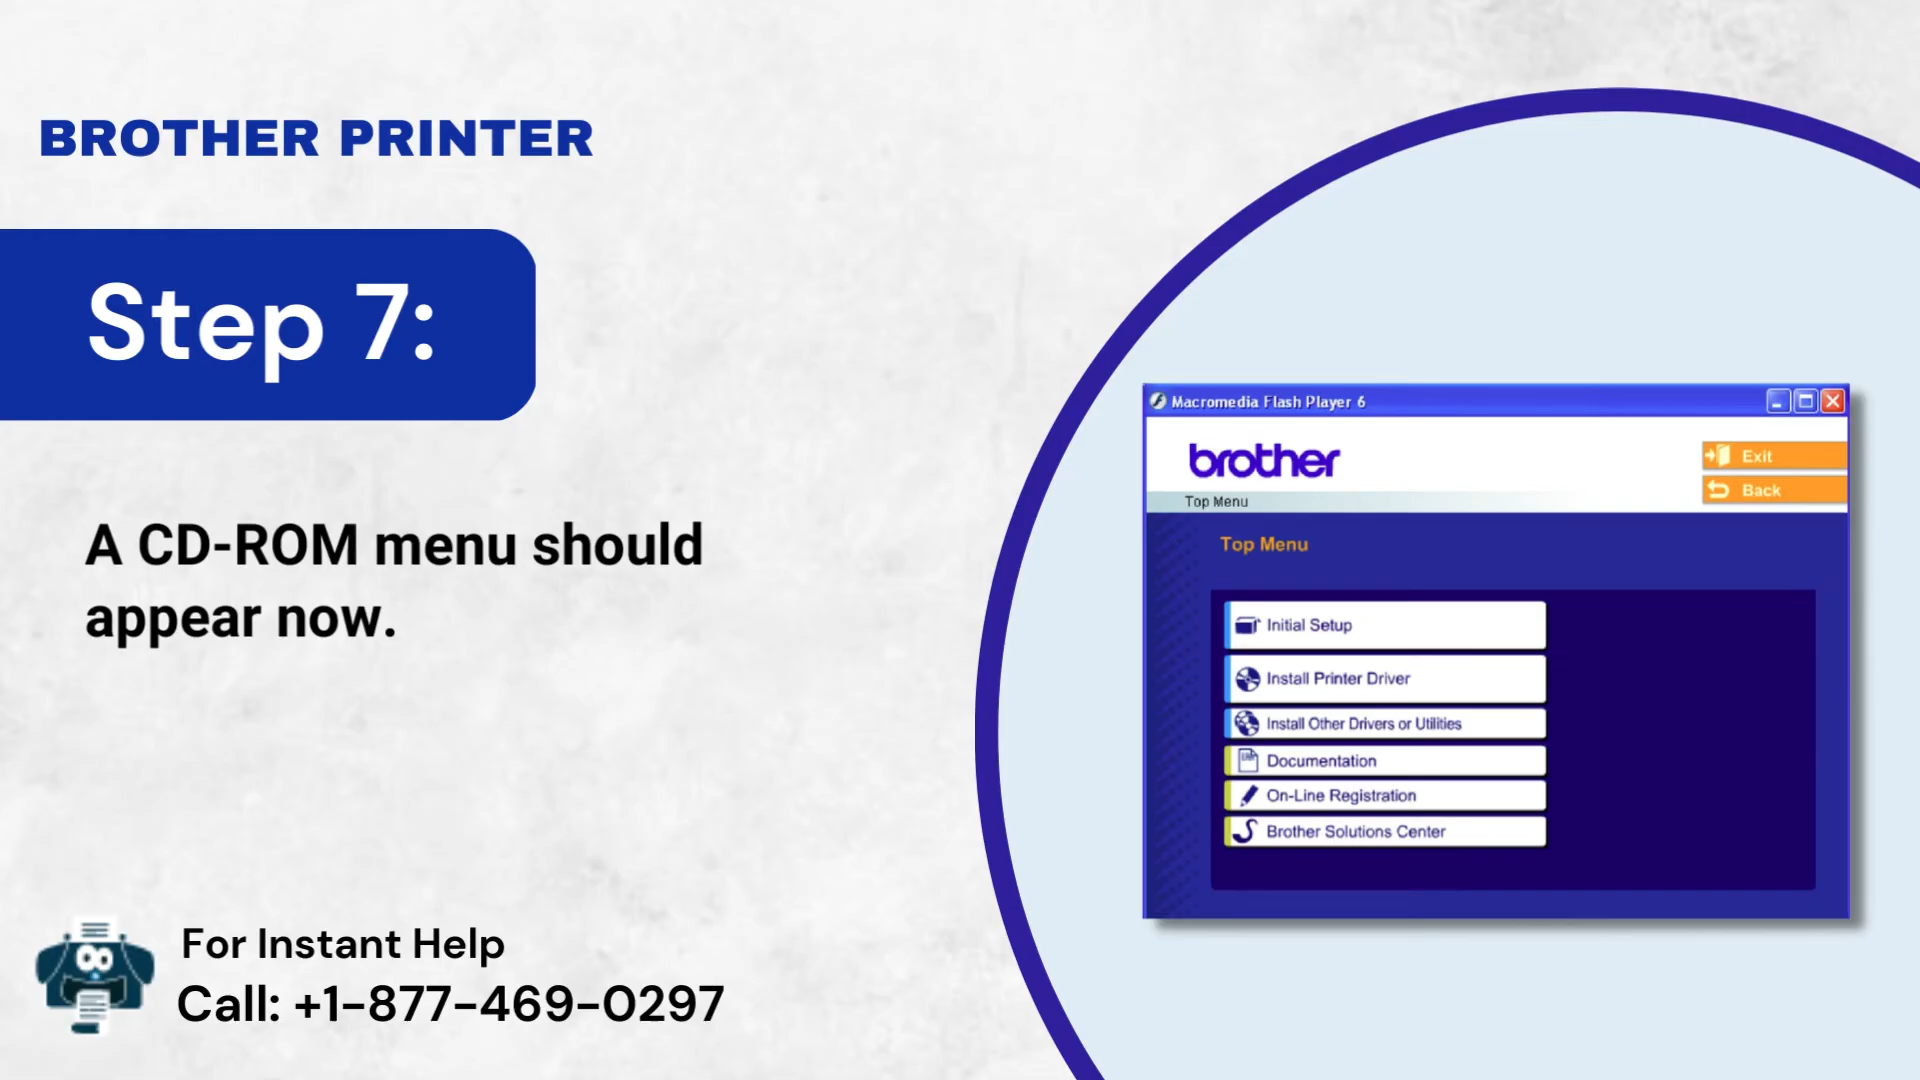 BROTHER PRINTER
Step 7:
A CD-ROM menu should
appear now.
For Instant Help
Call: +1-877-469-0297
Macromedia Flash Player 6
brother
Exit
Back
Top Menu
Top Menu
Initial Setup
Install Printer Driver
Install Other Drivers or Utilities
Documentation
On-Line Registration
Brother Solutions Center